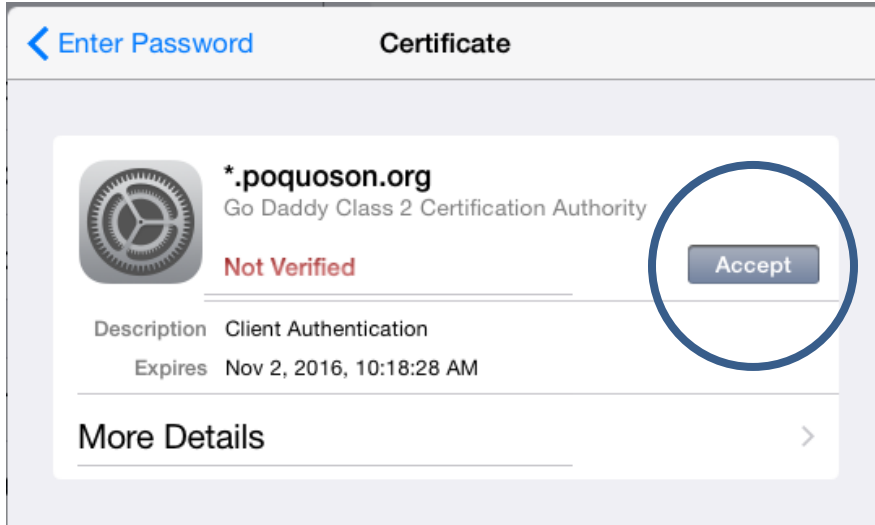 Enter Password
Certificate
*.poquoson.org
Go Daddy Class 2 Certification Authority
Not Verified
Accept
Description Client Authentication
Expires Nov 2, 2016, 10:18:28 AM
More Details